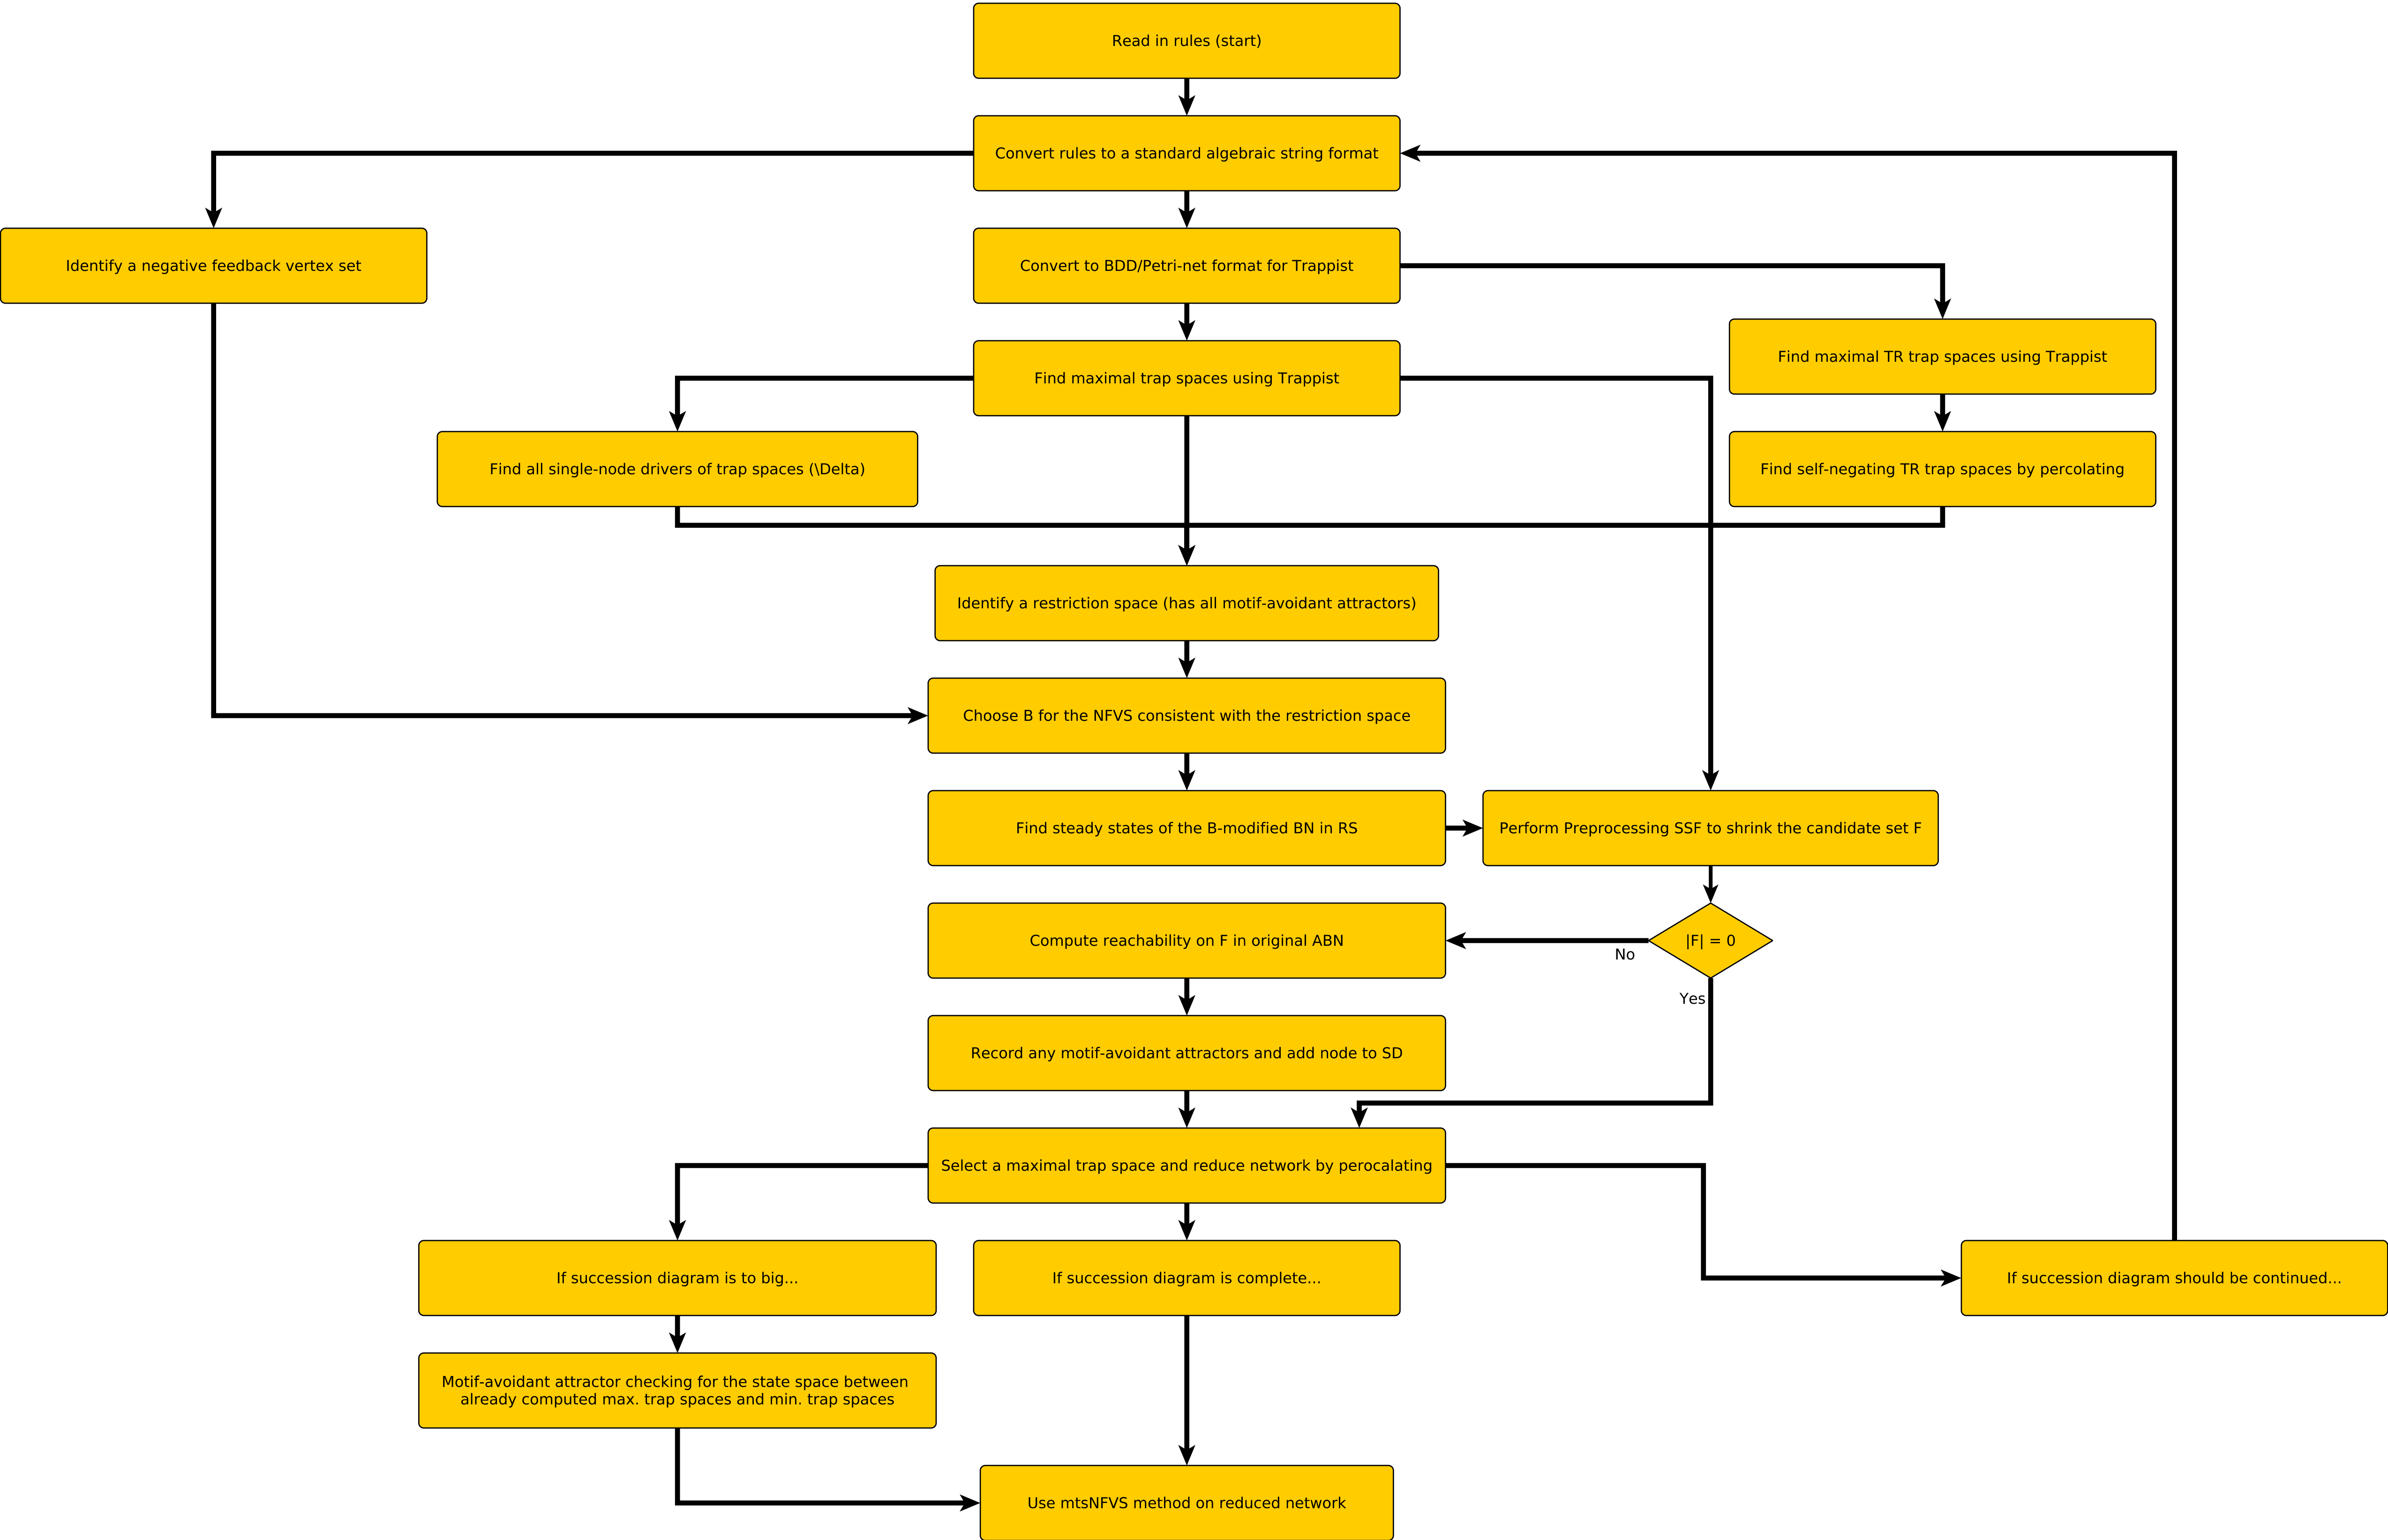 Read in rules (start)
Convert rules to a standard algebraic string format
Identify a negative feedback vertex set
Convert to BDD/Petri-net format for Trappist
Find maximal TR trap spaces using Trappist
Find maximal trap spaces using Trappist
Find all single-node drivers of trap spaces (\Delta)
Find self-negating TR trap spaces by percolating
Identify a restriction space (has all motif-avoidant attractors)
Choose B for the NFVS consistent with the restriction space
Find steady states of the B-modified BN in RS
Perform Preprocessing SSF to shrink the candidate set F
Compute reachability on F in original ABN
|F| = 0
No
Yes
Record any motif-avoidant attractors and add node to SD
Select a maximal trap space and reduce network by perocalating
If succession diagram is to big...
If succession diagram is complete...
If succession diagram should be continued...
Motif-avoidant attractor checking for the state space between
already computed max. trap spaces and min. trap spaces
Use mtsNFVS method on reduced network